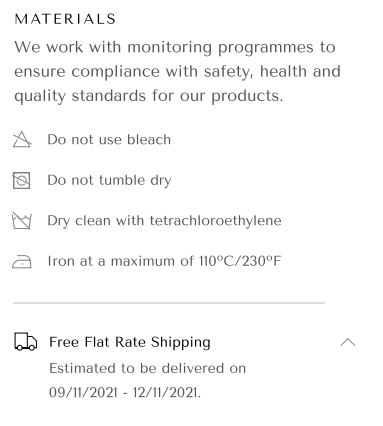 MATERIALS
We work with monitoring programmes to
ensure compliance with safety, health and
quality standards for our products.
Do not use bleach
Do not tumble dry
Dry clean with tetrachloroethylene
Iron at a maximum of 110ºC/230ºF
Free Flat Rate Shipping
Estimated to be delivered on
09/11/2021 - 12/11/2021.